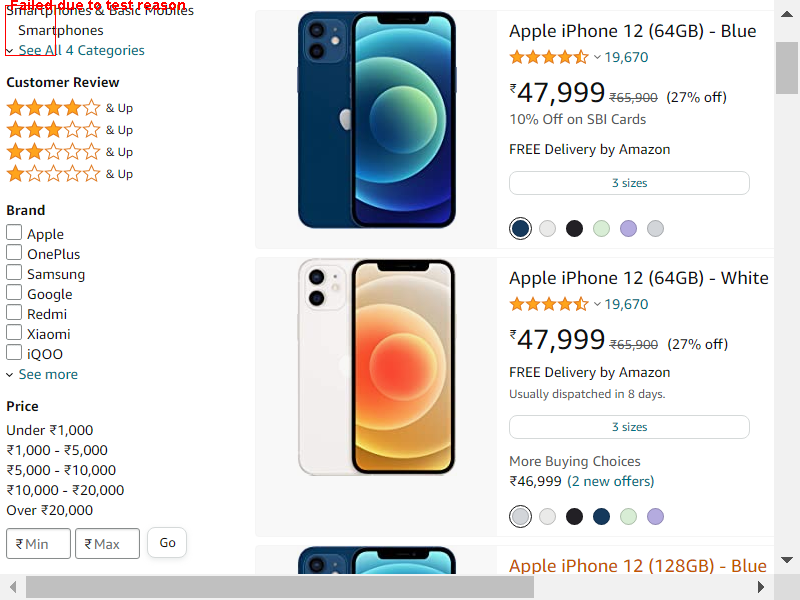 Failed due to test reason
Smartphones & Basic Mobiles
Smartphones
See All 4 Categories
Customer Review
& Up
& Up
& Up
& Up
Brand
Apple
OnePlus
Samsung
Google
Redmi
Xiaomi
iQOO
See more
Price
Under ₹1,000
₹1,000 - ₹5,000
₹5,000 - ₹10,000
₹10,000 - ₹20,000
Over ₹20,000
₹ Min ₹ Max Go
Apple iPhone 12 (64GB) - Blue
19,670
₹47,999 ₹65,900 (27% off)
10% Off on SBI Cards
FREE Delivery by Amazon
3 sizes
Apple iPhone 12 (64GB) - White
19,670
₹47,999 ₹65,900 (27% off)
FREE Delivery by Amazon
Usually dispatched in 8 days.
3 sizes
More Buying Choices
₹46,999 (2 new offers)
Apple iPhone 12 (128GB) - Blue